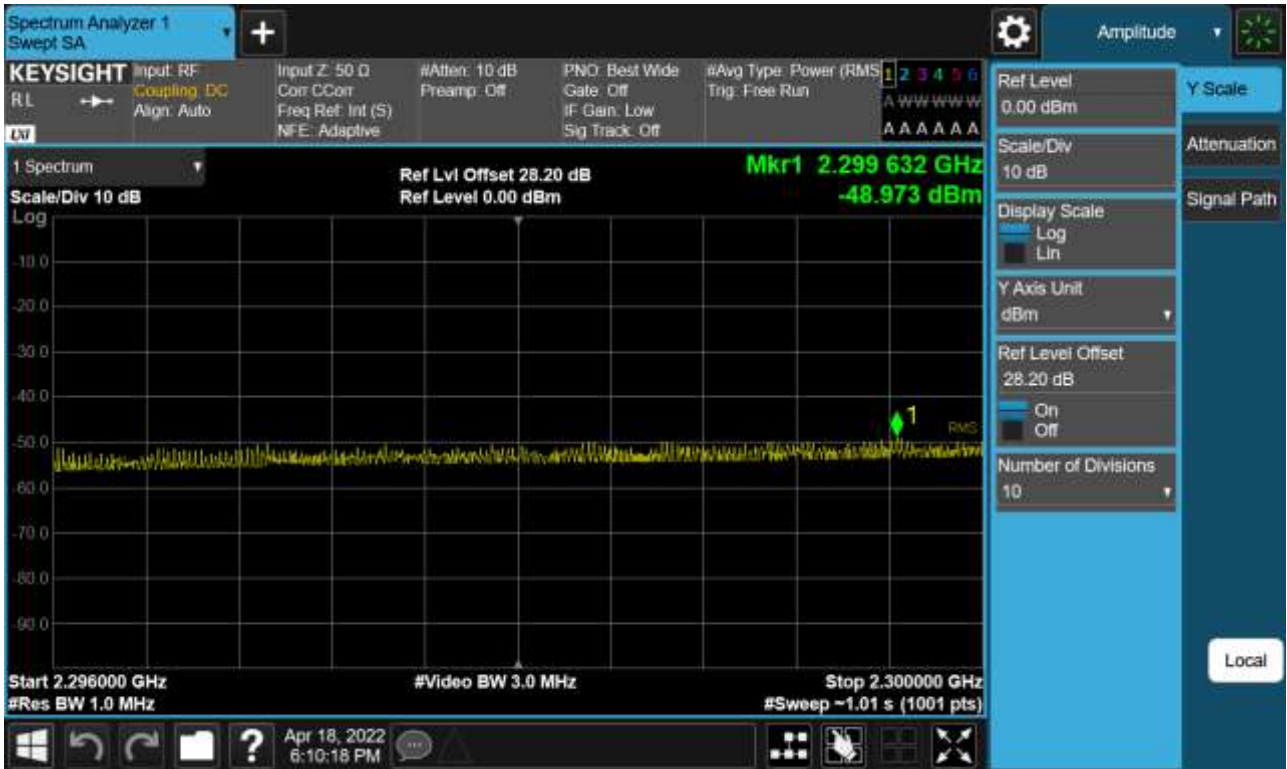 Spectrum Analyzer 1
Swept SA
+
Amplitude
KEYSIGHT
RL
LXI
Input: RF
Coupling: DC
Align: Auto
Input Z: 50 Ω
Corr CCorr
Freq Ref: Int (S)
NFE: Adaptive
#Atten: 10 dB
Preamp: Off
PNO: Best Wide
Gate: Off
IF Gain: Low
Sig Track: Off
#Avg Type: Power (RMS
Trig: Free Run
1 2 3 4 5 6
A W W W W W
A A A A A A
1 Spectrum
Scale/Div 10 dB
Ref Lvl Offset 28.20 dB
Ref Level 0.00 dBm
Mkr1 2.299 632 GHz
-48.973 dBm
Log
-10.0
-20.0
-30.0
-40.0
-50.0
-60.0
-70.0
-80.0
-90.0
1
RMS
Start 2.296000 GHz
#Res BW 1.0 MHz
#Video BW 3.0 MHz
Stop 2.300000 GHz
#Sweep ~1.01 s (1001 pts)
Ref Level
0.00 dBm
Scale/Div
10 dB
Display Scale
Log
Lin
Y Axis Unit
dBm
Ref Level Offset
28.20 dB
On
Off
Number of Divisions
10
Y Scale
Attenuation
Signal Path
Local
?
Apr 18, 2022
6:10:18 PM